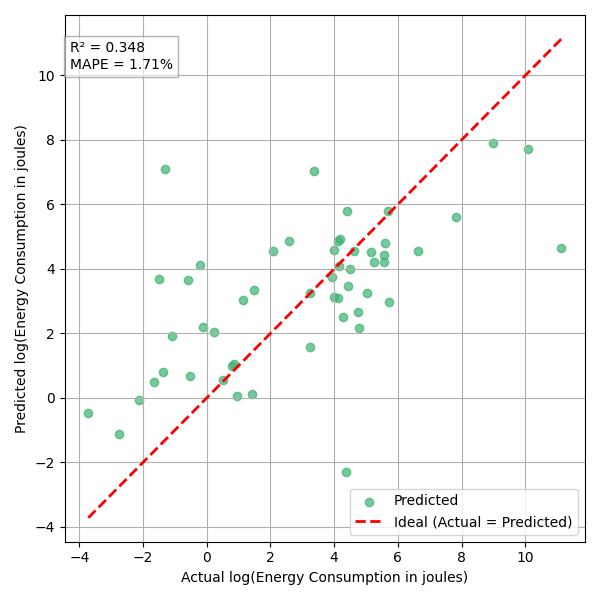 R² = 0.348
MAPE = 1.71%
10
8
6
4
2
0
−2
−4
Predicted log(Energy Consumption in joules)
Predicted
Ideal (Actual = Predicted)
−4 −2 0 2 4 6 8 10
Actual log(Energy Consumption in joules)